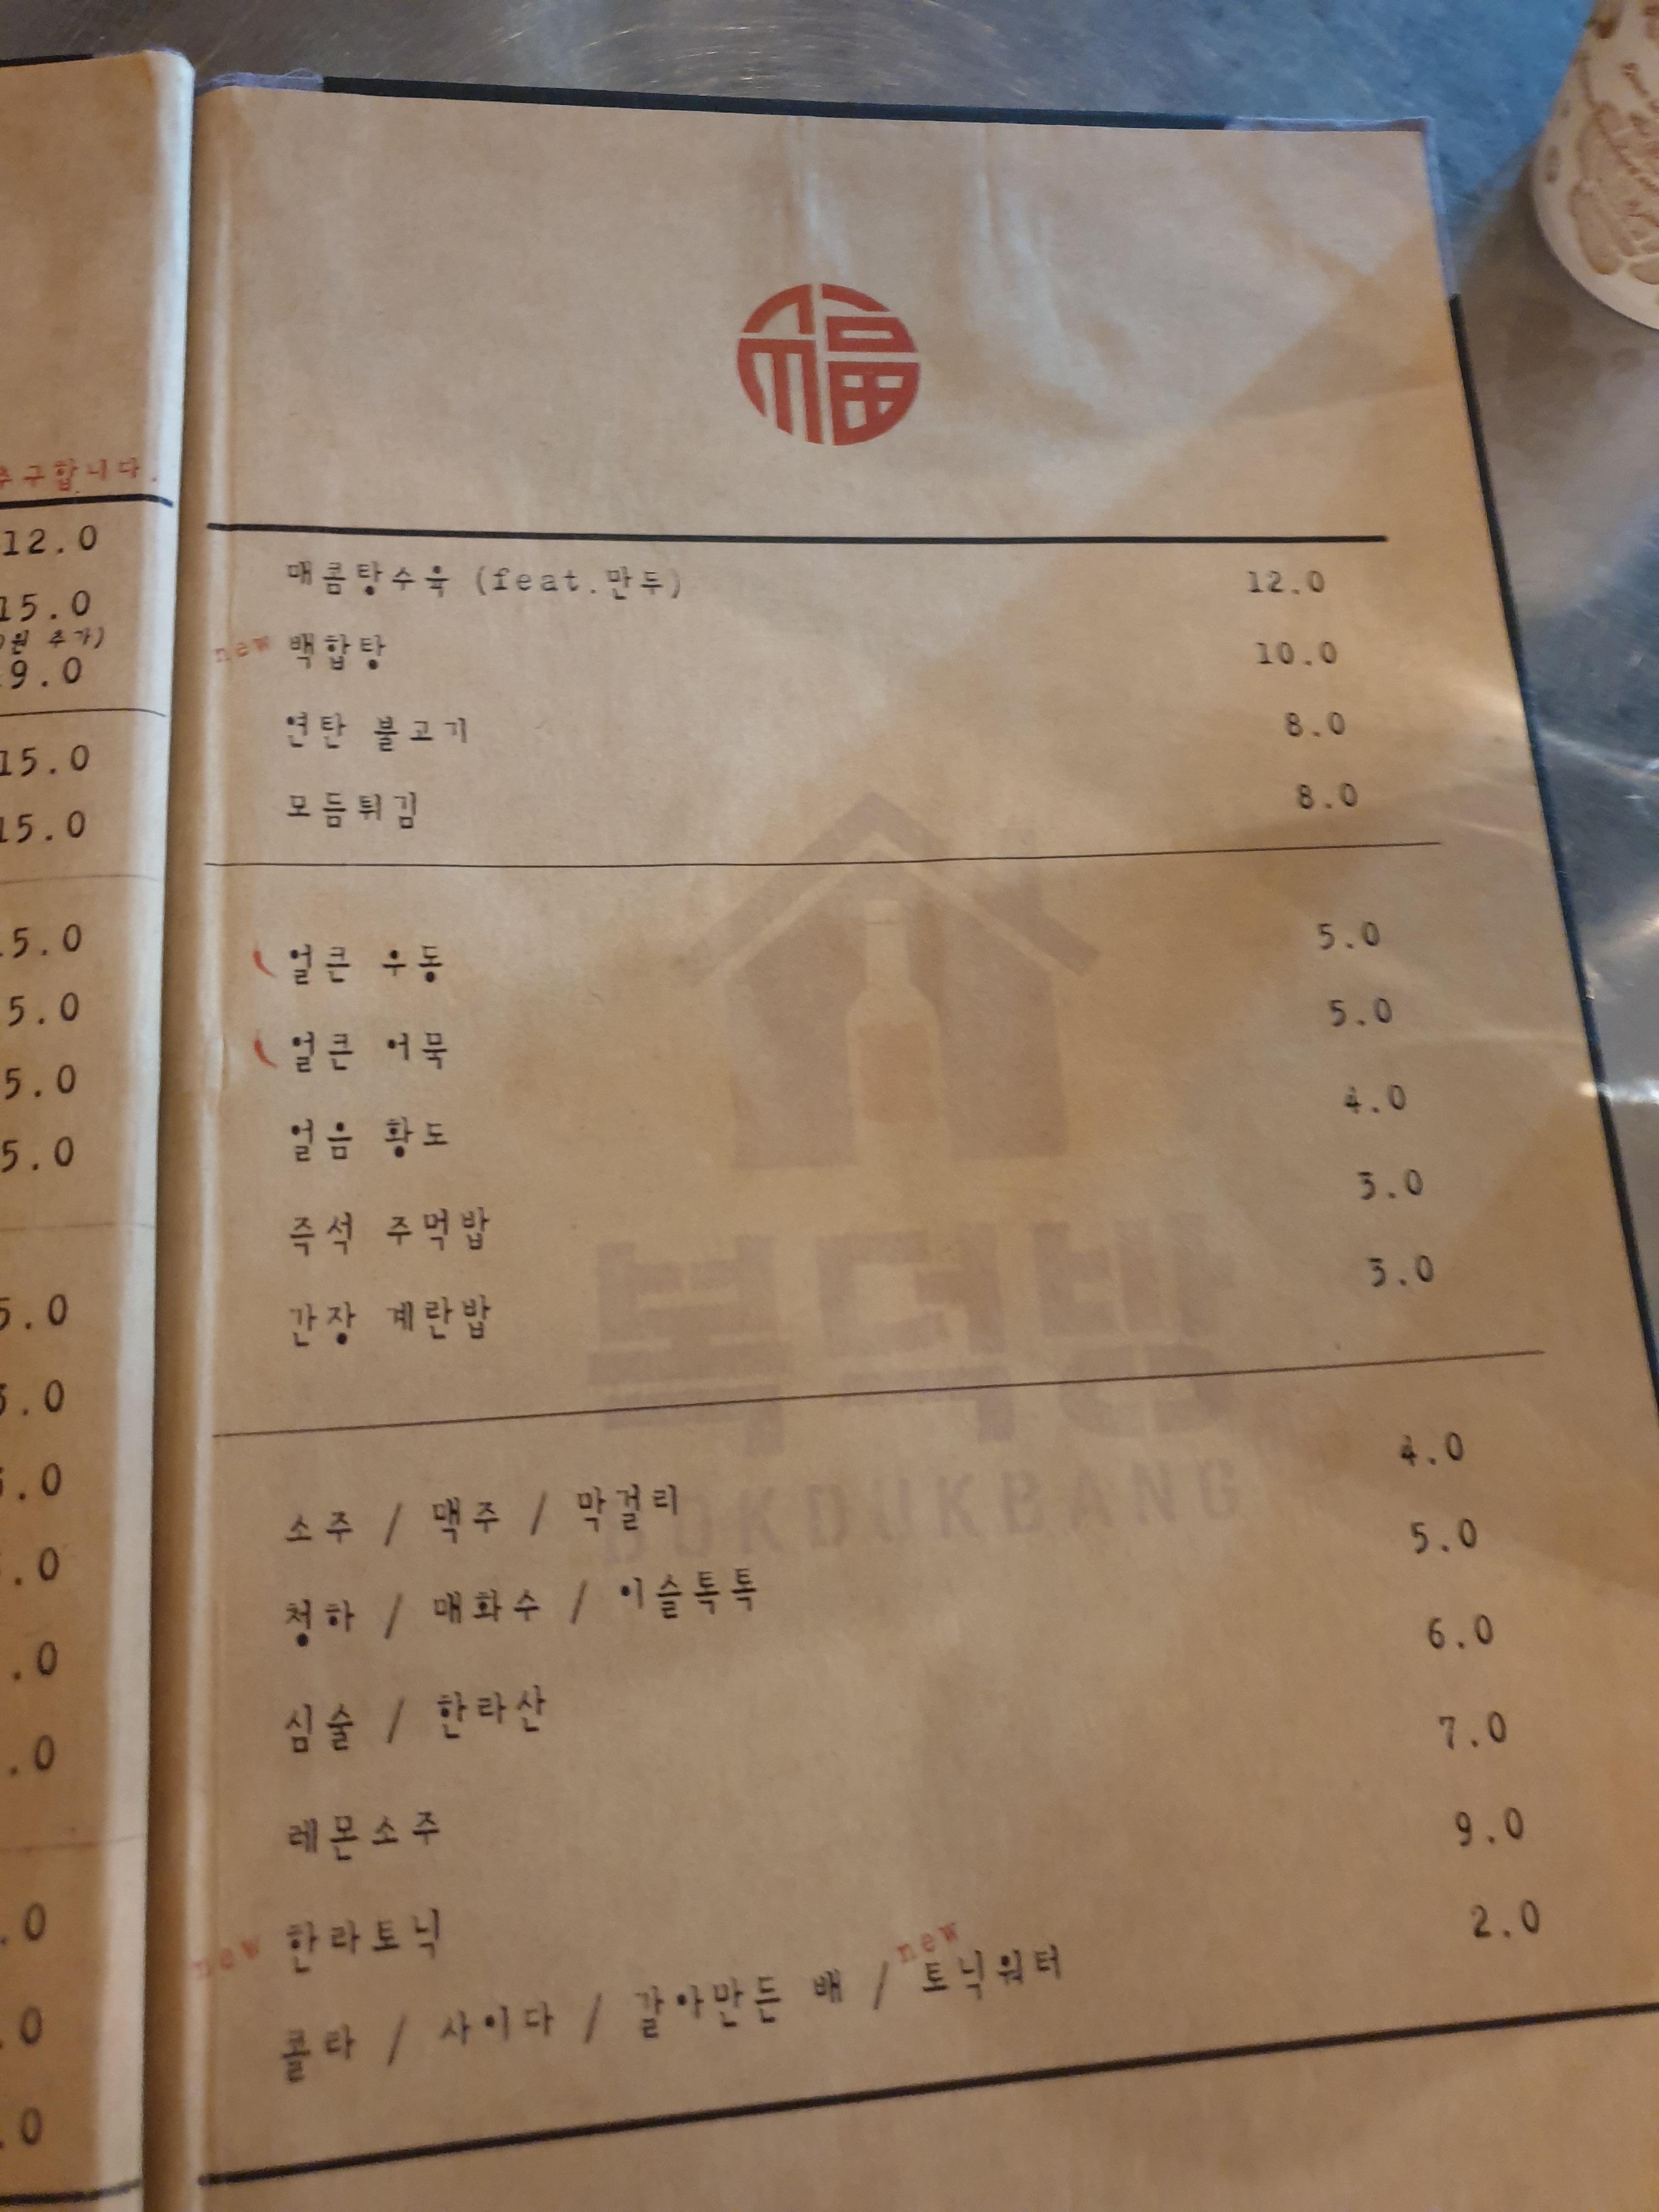 추구합니다.
12.0
15.0
원 추가)
9.0
15.0
15.0
5.0
5.0
5.0
5.0
5.0
.0
.0
.0
.0
.0
.0
.0
.0
福
매콤탕수육 (feat.만두) 12.0
new 백합탕 10.0
연탄 불고기 8.0
모듬튀김 8.0
얼큰 우동 5.0
얼큰 어묵 5.0
얼음 황도 4.0
즉석 주먹밥 3.0
간장 계란밥 3.0
복덕방
BOKDUKBANG
소주 / 맥주 / 막걸리 4.0
청하 / 매화수 / 이슬톡톡 5.0
심술 / 한라산 6.0
레몬소주 7.0
new 한라토닉 9.0
콜라 / 사이다 / 갈아만든 배 / new 토닉워터 2.0